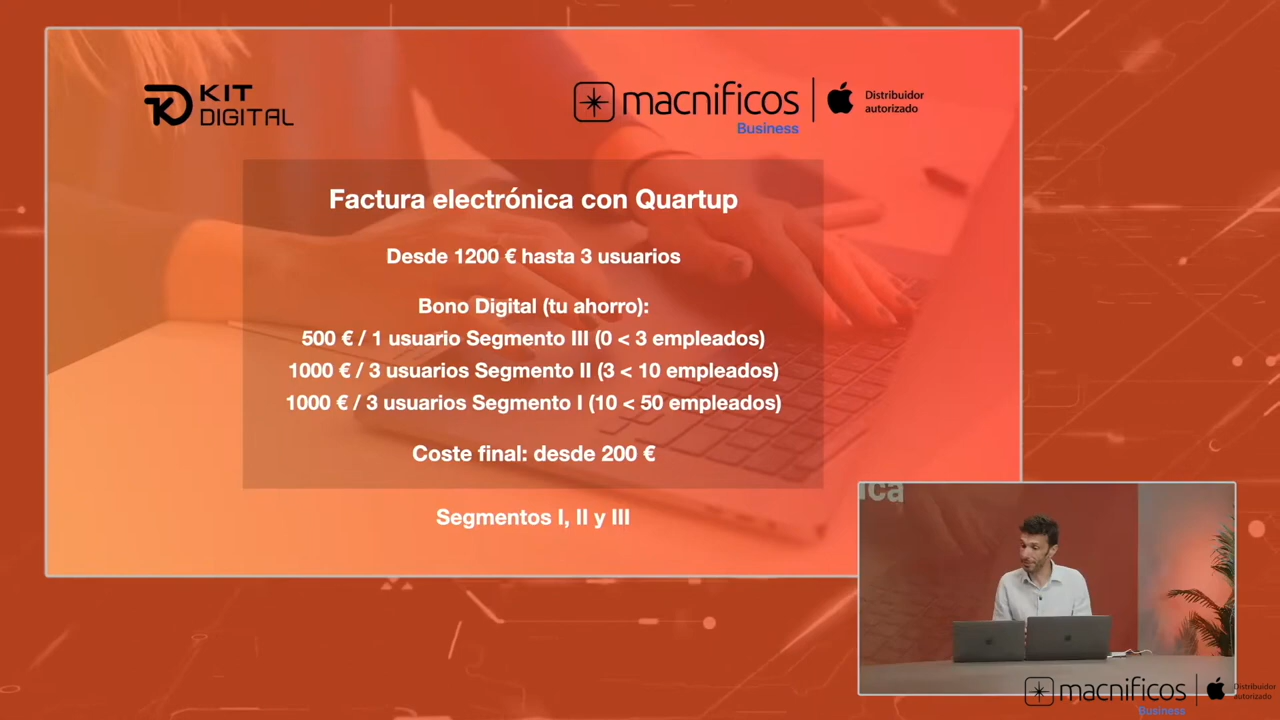 KIT
DIGITAL
macnificos
Business
Distribuidor
autorizado
Factura electrónica con Quartup
Desde 1200 € hasta 3 usuarios
Bono Digital (tu ahorro):
500 € / 1 usuario Segmento III (0 < 3 empleados)
1000 € / 3 usuarios Segmento II (3 < 10 empleados)
1000 € / 3 usuarios Segmento I (10 < 50 empleados)
Coste final: desde 200 €
Segmentos I, II y III
ica
macnificos
Business
Distribuidor
autorizado